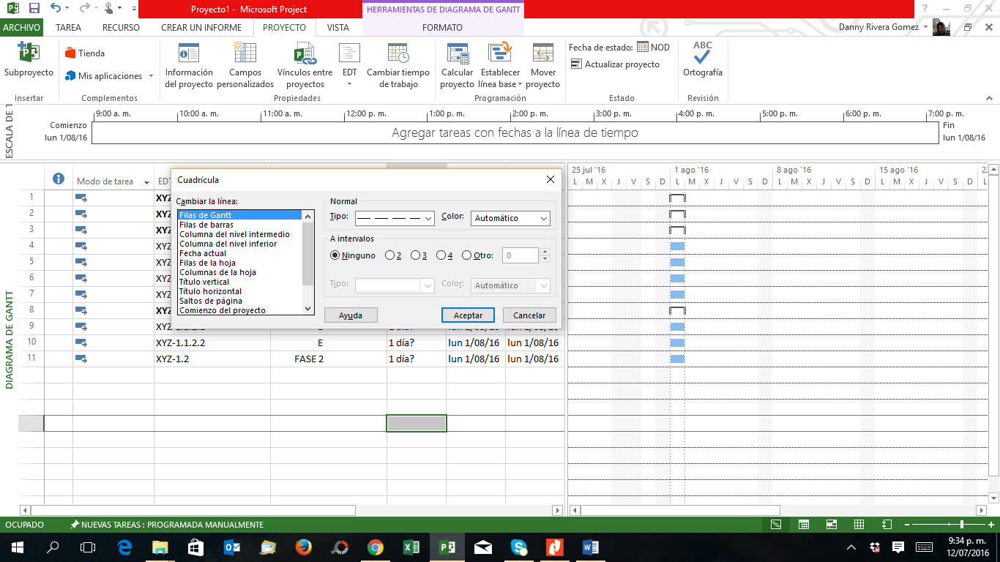 Proyecto1 - Microsoft Project
HERRAMIENTAS DE DIAGRAMA DE GANTT
ARCHIVO TAREA RECURSO CREAR UN INFORME PROYECTO VISTA FORMATO
Danny Rivera Gomez
Subproyecto
Tienda
Mis aplicaciones
Información del proyecto
Campos personalizados
Vínculos entre proyectos
EDT
Cambiar tiempo de trabajo
Calcular proyecto
Establecer línea base
Mover proyecto
Fecha de estado: NOD
Actualizar proyecto
ABC
Ortografía
Insertar Complementos Propiedades Programación Estado Revisión
ESCALA DE T
9:00 a. m. 10:00 a. m. 11:00 a. m. 12:00 p. m. 1:00 p. m. 2:00 p. m. 3:00 p. m. 4:00 p. m. 5:00 p. m. 6:00 p. m. 7:00 p. m.
Comienzo
lun 1/08/16
Agregar tareas con fechas a la línea de tiempo
Fin
lun 1/08/16
DIAGRAMA DE GANTT
Modo de tarea EDT
25 jul '16 1 ago '16 8 ago '16 15 ago '16 22
L M X J V S D L M X J V S D L M X J V S D L M X J V S D L
Cuadrícula
Cambiar la línea:
Filas de Gantt
Filas de barras
Columna del nivel intermedio
Columna del nivel inferior
Fecha actual
Filas de la hoja
Columnas de la hoja
Título vertical
Título horizontal
Saltos de página
Comienzo del proyecto
Normal
Tipo: Color: Automático
A intervalos
Ninguno 2 3 4 Otro: 0
Tipo: Color: Automático
Ayuda Aceptar Cancelar
1 XYZ
2 XYZ
3 XYZ
4 XYZ
5 XYZ
6 XYZ
7 XYZ
8 XYZ
9 XYZ-1.1.2.1
10 XYZ-1.1.2.2 E 1 día? lun 1/08/16 lun 1/08/16
11 XYZ-1.2 FASE 2 1 día? lun 1/08/16 lun 1/08/16
OCUPADO NUEVAS TAREAS : PROGRAMADA MANUALMENTE
9:34 p. m.
12/07/2016